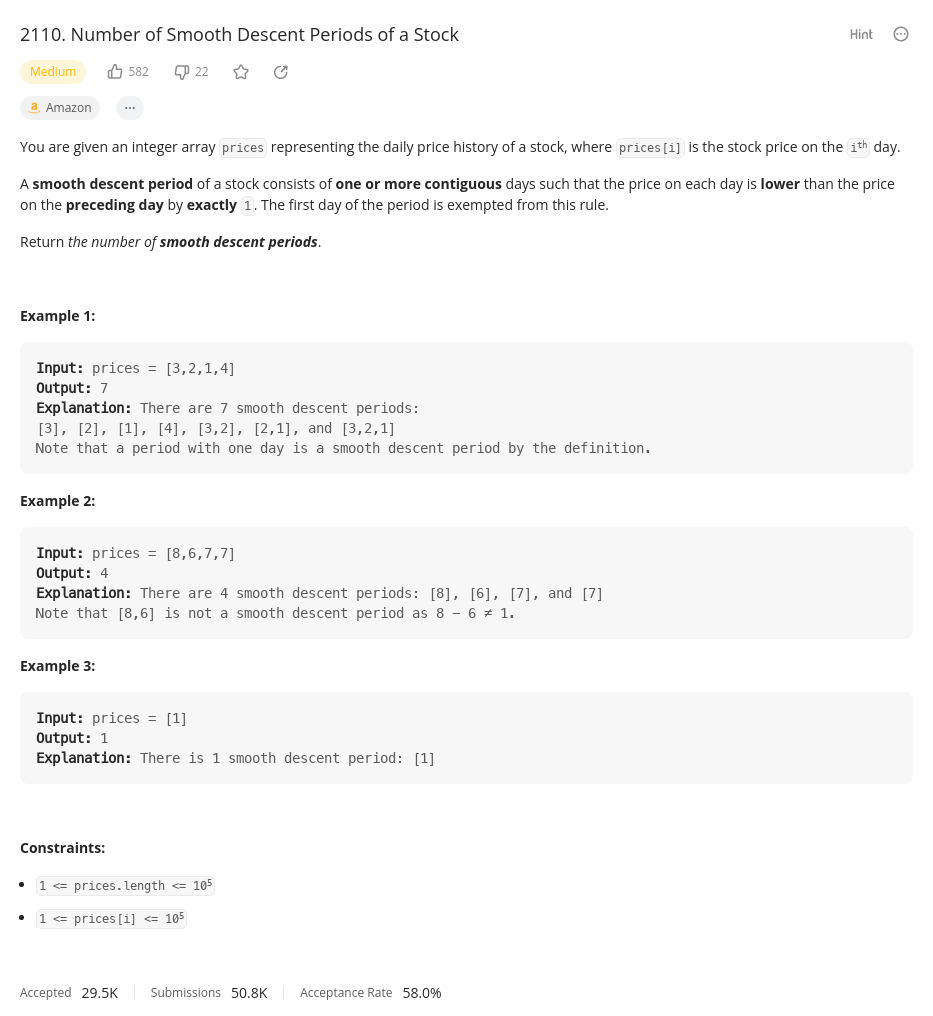 2110. Number of Smooth Descent Periods of a Stock
Hint
Medium
582
22
a Amazon
...
You are given an integer array prices representing the daily price history of a stock, where prices[i] is the stock price on the ith day.
A smooth descent period of a stock consists of one or more contiguous days such that the price on each day is lower than the price
on the preceding day by exactly 1. The first day of the period is exempted from this rule.
Return the number of smooth descent periods.
Example 1:
Input: prices = [3,2,1,4]
Output: 7
Explanation: There are 7 smooth descent periods:
[3], [2], [1], [4], [3,2], [2,1], and [3,2,1]
Note that a period with one day is a smooth descent period by the definition.
Example 2:
Input: prices = [8,6,7,7]
Output: 4
Explanation: There are 4 smooth descent periods: [8], [6], [7], and [7]
Note that [8,6] is not a smooth descent period as 8 − 6 ≠ 1.
Example 3:
Input: prices = [1]
Output: 1
Explanation: There is 1 smooth descent period: [1]
Constraints:
• 1 <= prices.length <= 10⁵
• 1 <= prices[i] <= 10⁵
Accepted 29.5K Submissions 50.8K Acceptance Rate 58.0%